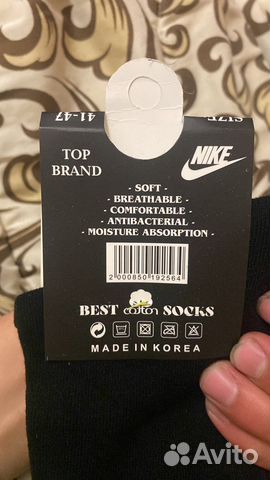 41-47
SIZE
TOP
BRAND
NIKE
- SOFT -
- BREATHABLE -
- COMFORTABLE -
- ANTIBACTERIAL -
- MOISTURE ABSORPTION -
2 000850 192564
BEST cotton SOCKS
MADE IN KOREA
Avito